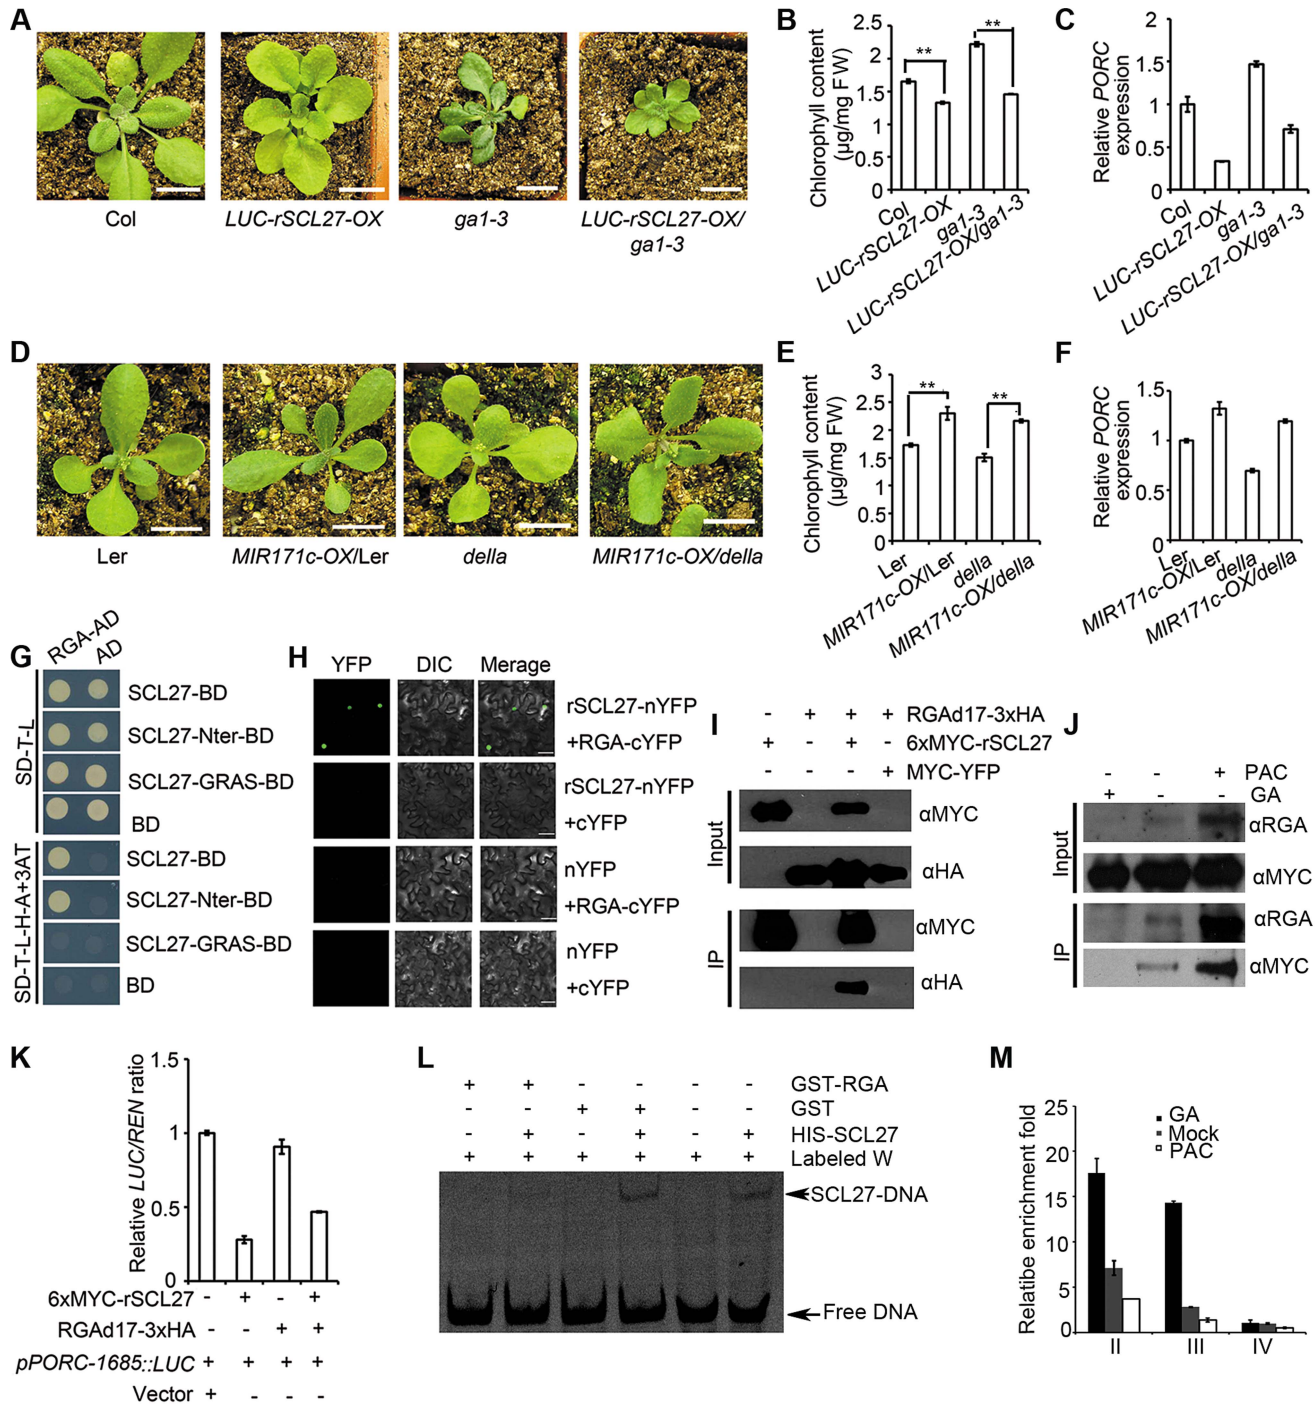 A
Col
LUC-rSCL27-OX
ga1-3
LUC-rSCL27-OX/
ga1-3
B
Chlorophyll content
(µg/mg FW)
2.5
2
1.5
1
0.5
0
**
**
Col
LUC-rSCL27-OX
ga1-3
LUC-rSCL27-OX/ga1-3
C
Relative PORC
expression
2
1.5
1
0.5
0
Col
LUC-rSCL27-OX
ga1-3
LUC-rSCL27-OX/ga1-3
D
Ler
MIR171c-OX/Ler
della
MIR171c-OX/della
E
Chlorophyll content
(µg/mg FW)
3
2.5
2
1.5
1
0.5
0
**
**
Ler
MIR171c-OX/Ler
della
MIR171c-OX/della
F
Relative PORC
expression
1.5
1.0
0.5
0
Ler
MIR171c-OX/Ler
della
MIR171c-OX/della
G
RGA-AD
AD
SD-T-L
SCL27-BD
SCL27-Nter-BD
SCL27-GRAS-BD
BD
SD-T-L-H-A+3AT
SCL27-BD
SCL27-Nter-BD
SCL27-GRAS-BD
BD
H
YFP DIC Merage
rSCL27-nYFP
+RGA-cYFP
rSCL27-nYFP
+cYFP
nYFP
+RGA-cYFP
nYFP
+cYFP
I
- + + + RGAd17-3xHA
+ - + - 6xMYC-rSCL27
- - - + MYC-YFP
Input
αMYC
αHA
IP
αMYC
αHA
J
- - + PAC
+ - - GA
Input
αRGA
αMYC
IP
αRGA
αMYC
K
Relative LUC/REN ratio
1.5
1
0.5
0
6xMYC-rSCL27 - + - +
RGAd17-3xHA - - + +
pPORC-1685::LUC + + + +
Vector + - - -
L
+ + - - - - GST-RGA
- - + + - - GST
- + - + - + HIS-SCL27
+ + + + + + Labeled W
SCL27-DNA
Free DNA
M
Relatibe enrichment fold
25
20
15
10
5
0
GA
Mock
PAC
II III IV